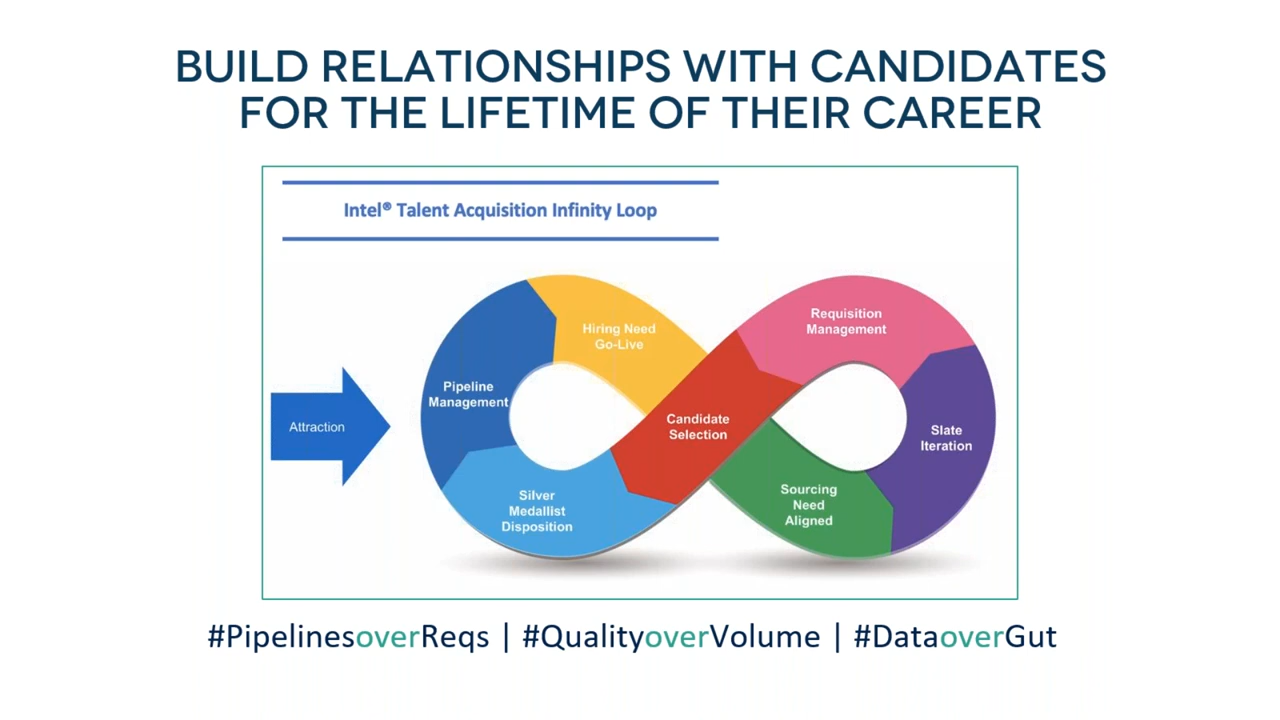 BUILD RELATIONSHIPS WITH CANDIDATES
FOR THE LIFETIME OF THEIR CAREER
Intel® Talent Acquisition Infinity Loop
Attraction
Pipeline
Management
Hiring Need
Go-Live
Silver
Medallist
Disposition
Candidate
Selection
Requisition
Management
Slate
Iteration
Sourcing
Need
Aligned
#PipelinesoverReqs | #QualityoverVolume | #DataoverGut